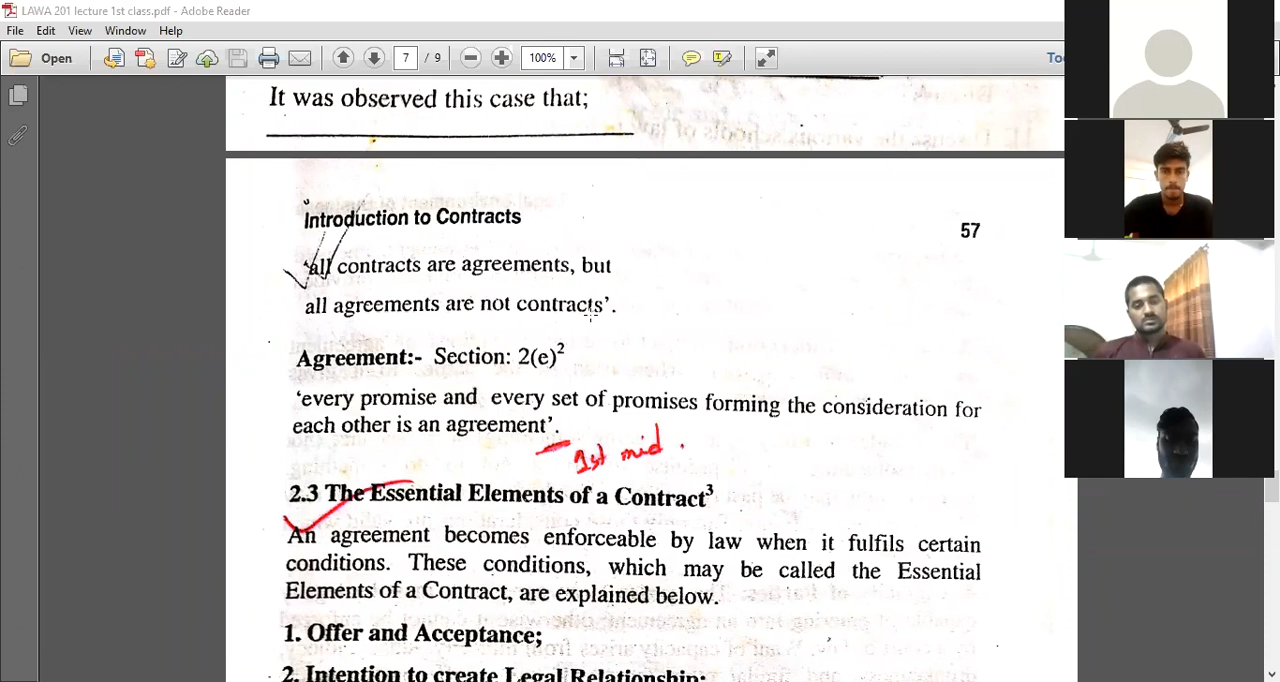 LAWA 201 lecture 1st class.pdf - Adobe Reader
File Edit View Window Help
Open 7 / 9 100%
It was observed this case that;
Introduction to Contracts
57
'all contracts are agreements, but
all agreements are not contracts'.
Agreement:- Section: 2(e)2
'every promise and every set of promises forming the consideration for
each other is an agreement'.
1st mid.
2.3 The Essential Elements of a Contract3
An agreement becomes enforceable by law when it fulfils certain
conditions. These conditions, which may be called the Essential
Elements of a Contract, are explained below.
1. Offer and Acceptance;
2. Intention to create Legal Relationship;